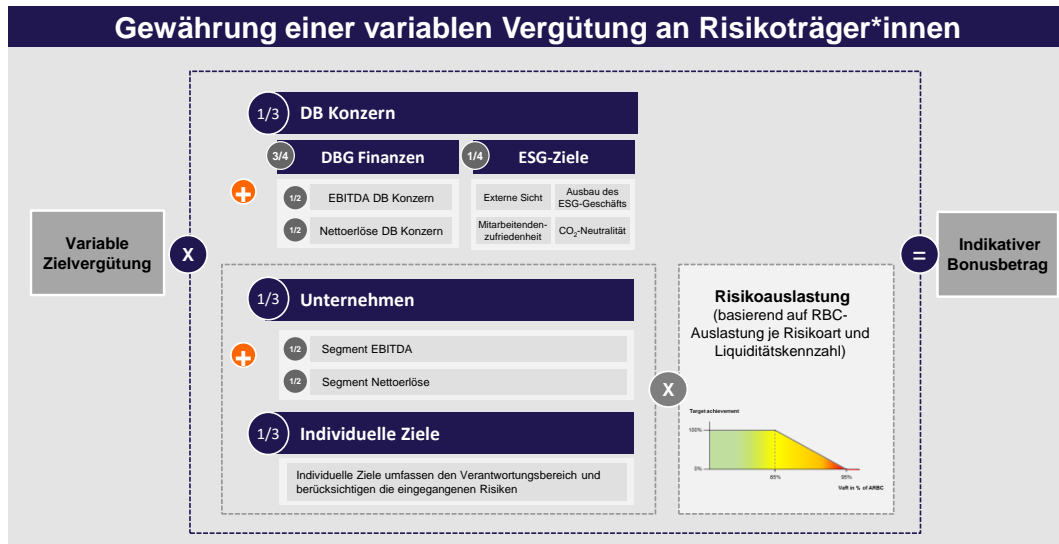 Gewährung einer variablen Vergütung an Risikoträger*innen
1/3 DB Konzern
3/4 DBG Finanzen
1/4 ESG-Ziele
1/2 EBITDA DB Konzern
1/2 Nettoerlöse DB Konzern
Externe Sicht
Ausbau des
ESG-Geschäfts
Mitarbeitenden-
zufriedenheit
CO₂-Neutralität
+
Variable
Zielvergütung
X
1/3 Unternehmen
1/2 Segment EBITDA
1/2 Segment Nettoerlöse
+
1/3 Individuelle Ziele
Individuelle Ziele umfassen den Verantwortungsbereich und
berücksichtigen die eingegangenen Risiken
X
Risikoauslastung
(basierend auf RBC-
Auslastung je Risikoart und
Liquiditätskennzahl)
Target achievement
100%
0%
85%
95%
VaR in % of ARBC
=
Indikativer
Bonusbetrag